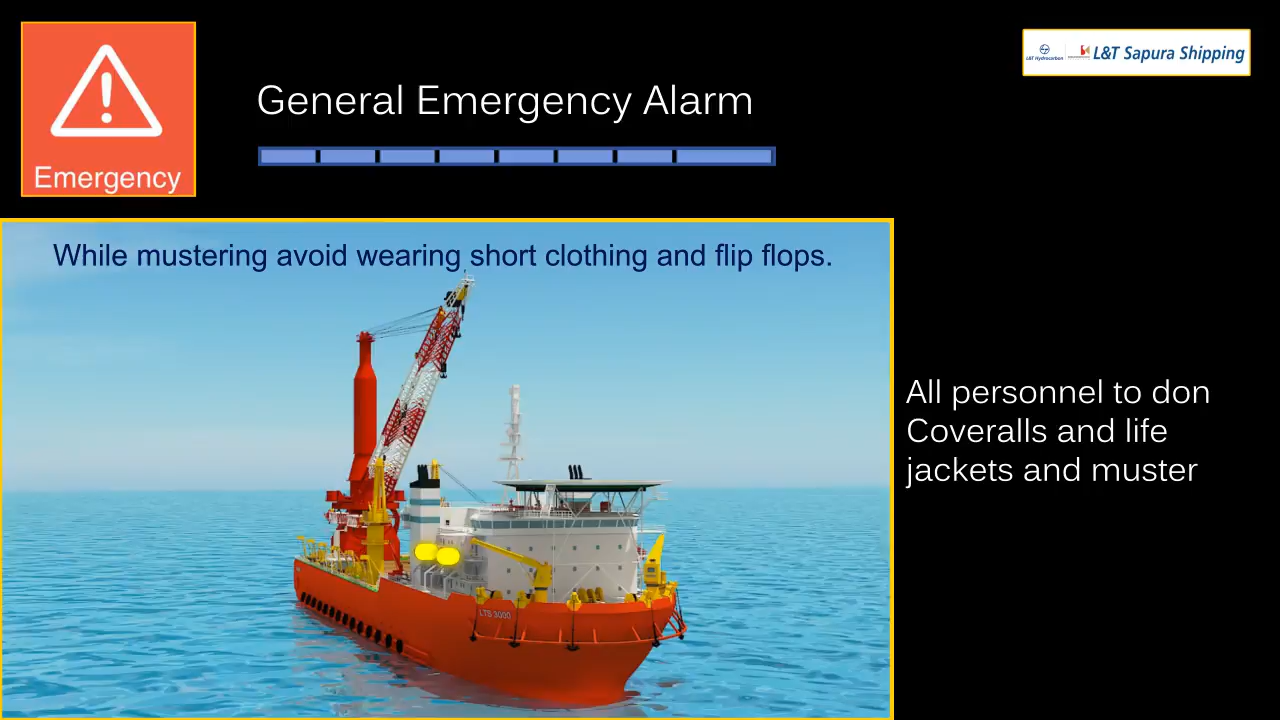 L&T Hydrocarbon
L&T Sapura Shipping
General Emergency Alarm
Emergency
While mustering avoid wearing short clothing and flip flops.
All personnel to don
Coveralls and life
jackets and muster
LTS 3000